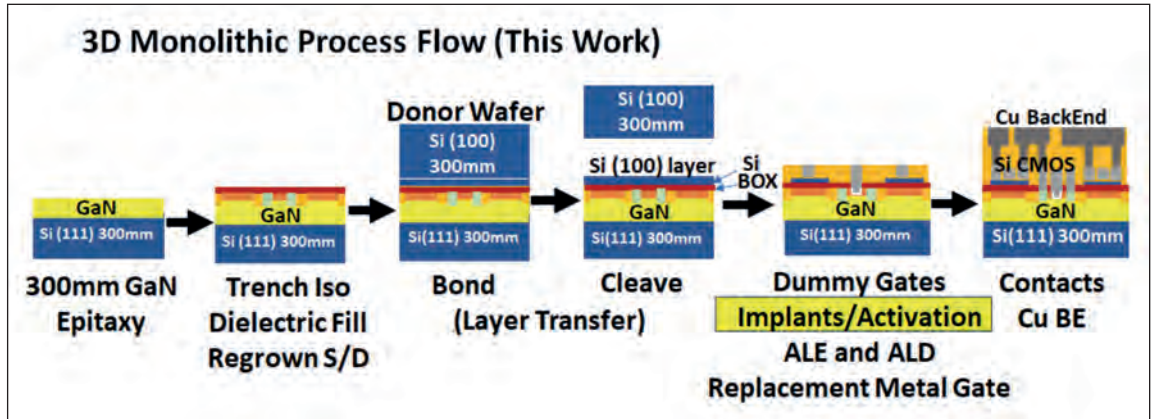 3D Monolithic Process Flow (This Work)
GaN
Si (111) 300mm
300mm GaN
Epitaxy
GaN
Si (111) 300mm
Trench Iso
Dielectric Fill
Regrown S/D
Donor Wafer
Si (100)
300mm
GaN
Si(111) 300mm
Bond
(Layer Transfer)
Si (100)
300mm
Si (100) layer
Si
BOX
GaN
Si(111) 300mm
Cleave
GaN
Si(111) 300mm
Dummy Gates
Implants/Activation
ALE and ALD
Replacement Metal Gate
Cu BackEnd
Si CMOS
GaN
Si(111) 300mm
Contacts
Cu BE